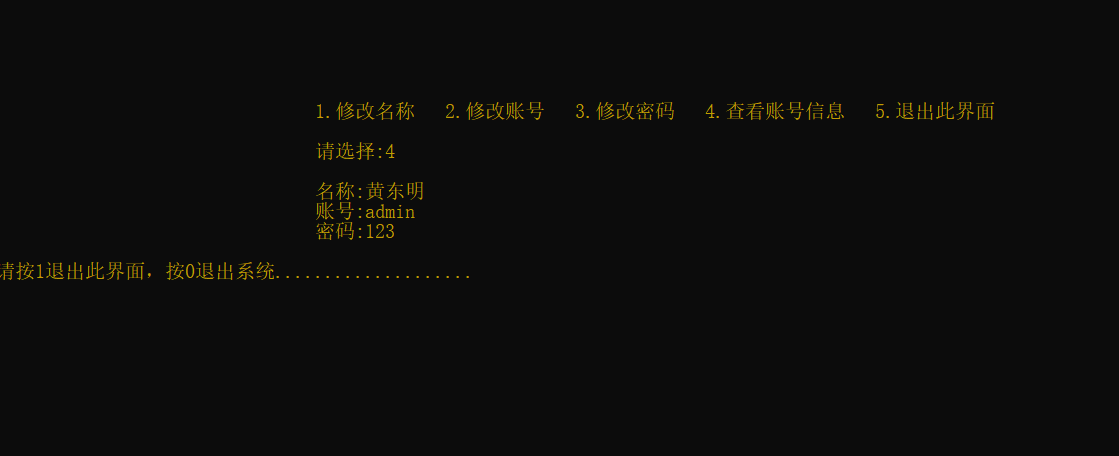 1.修改名称 2.修改账号 3.修改密码 4.查看账号信息 5.退出此界面
请选择:4
名称:黄东明
账号:admin
密码:123
请按1退出此界面，按0退出系统....................